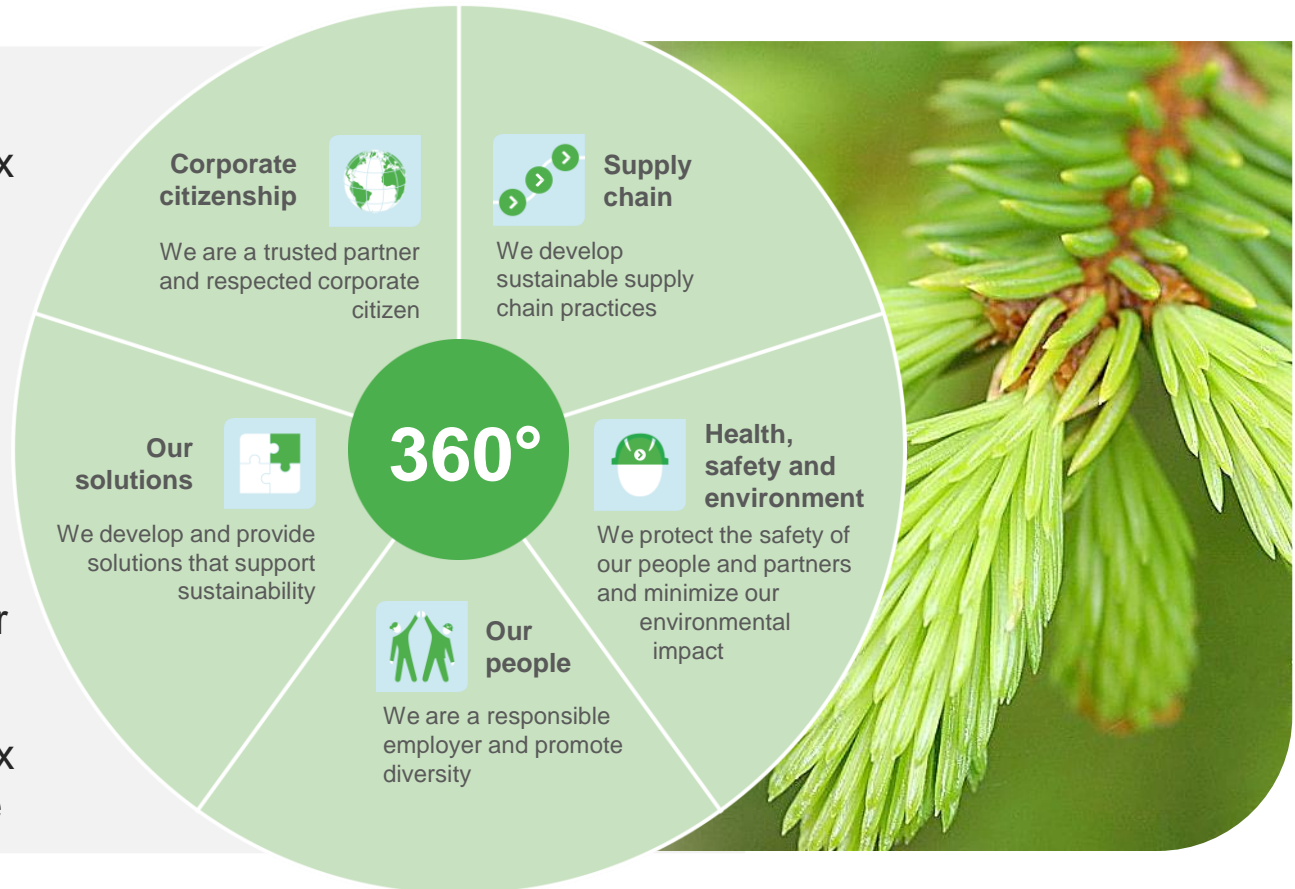 Corporate
citizenship
We are a trusted partner
and respected corporate
citizen
Supply
chain
We develop
sustainable supply
chain practices
Our
solutions
We develop and provide
solutions that support
sustainability
360°
Health,
safety and
environment
We protect the safety of
our people and partners
and minimize our
environmental
impact
Our
people
We are a responsible
employer and promote
diversity